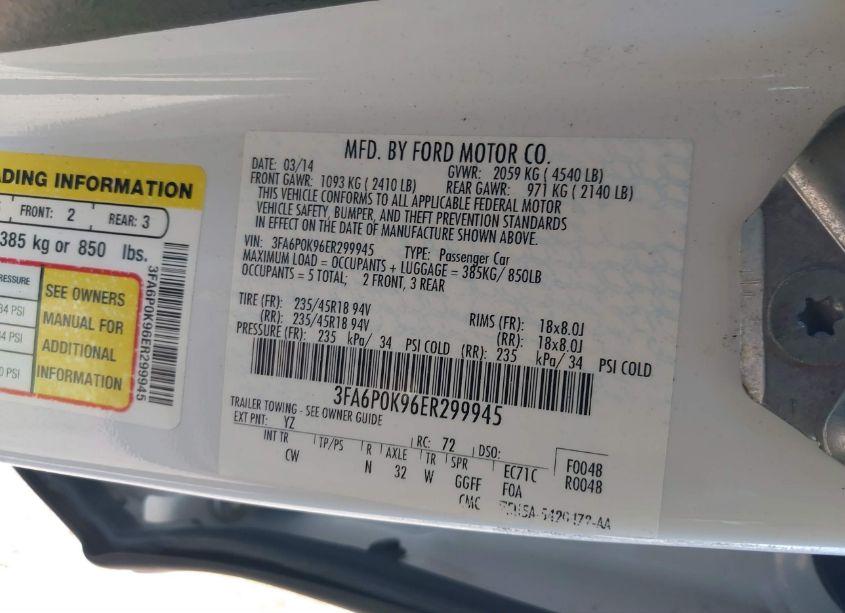 ADING INFORMATION
FRONT: 2 REAR: 3
385 kg or 850 lbs.
RESSURE
34 PSI
PSI
PSI
SEE OWNERS
MANUAL FOR
ADDITIONAL
INFORMATION
3FA6P0K96ER299945
MFD. BY FORD MOTOR CO.
DATE: 03/14 GVWR: 2059 KG ( 4540 LB)
FRONT GAWR: 1093 KG ( 2410 LB) REAR GAWR: 971 KG ( 2140 LB)
THIS VEHICLE CONFORMS TO ALL APPLICABLE FEDERAL MOTOR
VEHICLE SAFETY, BUMPER, AND THEFT PREVENTION STANDARDS
IN EFFECT ON THE DATE OF MANUFACTURE SHOWN ABOVE.
VIN: 3FA6P0K96ER299945 TYPE: Passenger Car
MAXIMUM LOAD = OCCUPANTS + LUGGAGE = 385KG/ 850LB
OCCUPANTS = 5 TOTAL; 2 FRONT, 3 REAR
TIRE (FR): 235/45R18 94V RIMS (FR): 18x8.0J
(RR): 235/45R18 94V (RR): 18x8.0J
PRESSURE (FR): 235 kPa/ 34 PSI COLD (RR): 235 kPa/ 34 PSI COLD
3FA6P0K96ER299945
TRAILER TOWING - SEE OWNER GUIDE
EXT PNT: YZ RC: 72 DSO: F0048
INT TR TP/PS R AXLE TR SPR EC71C R0048
CW N 32 W GGFF FOA
CMC